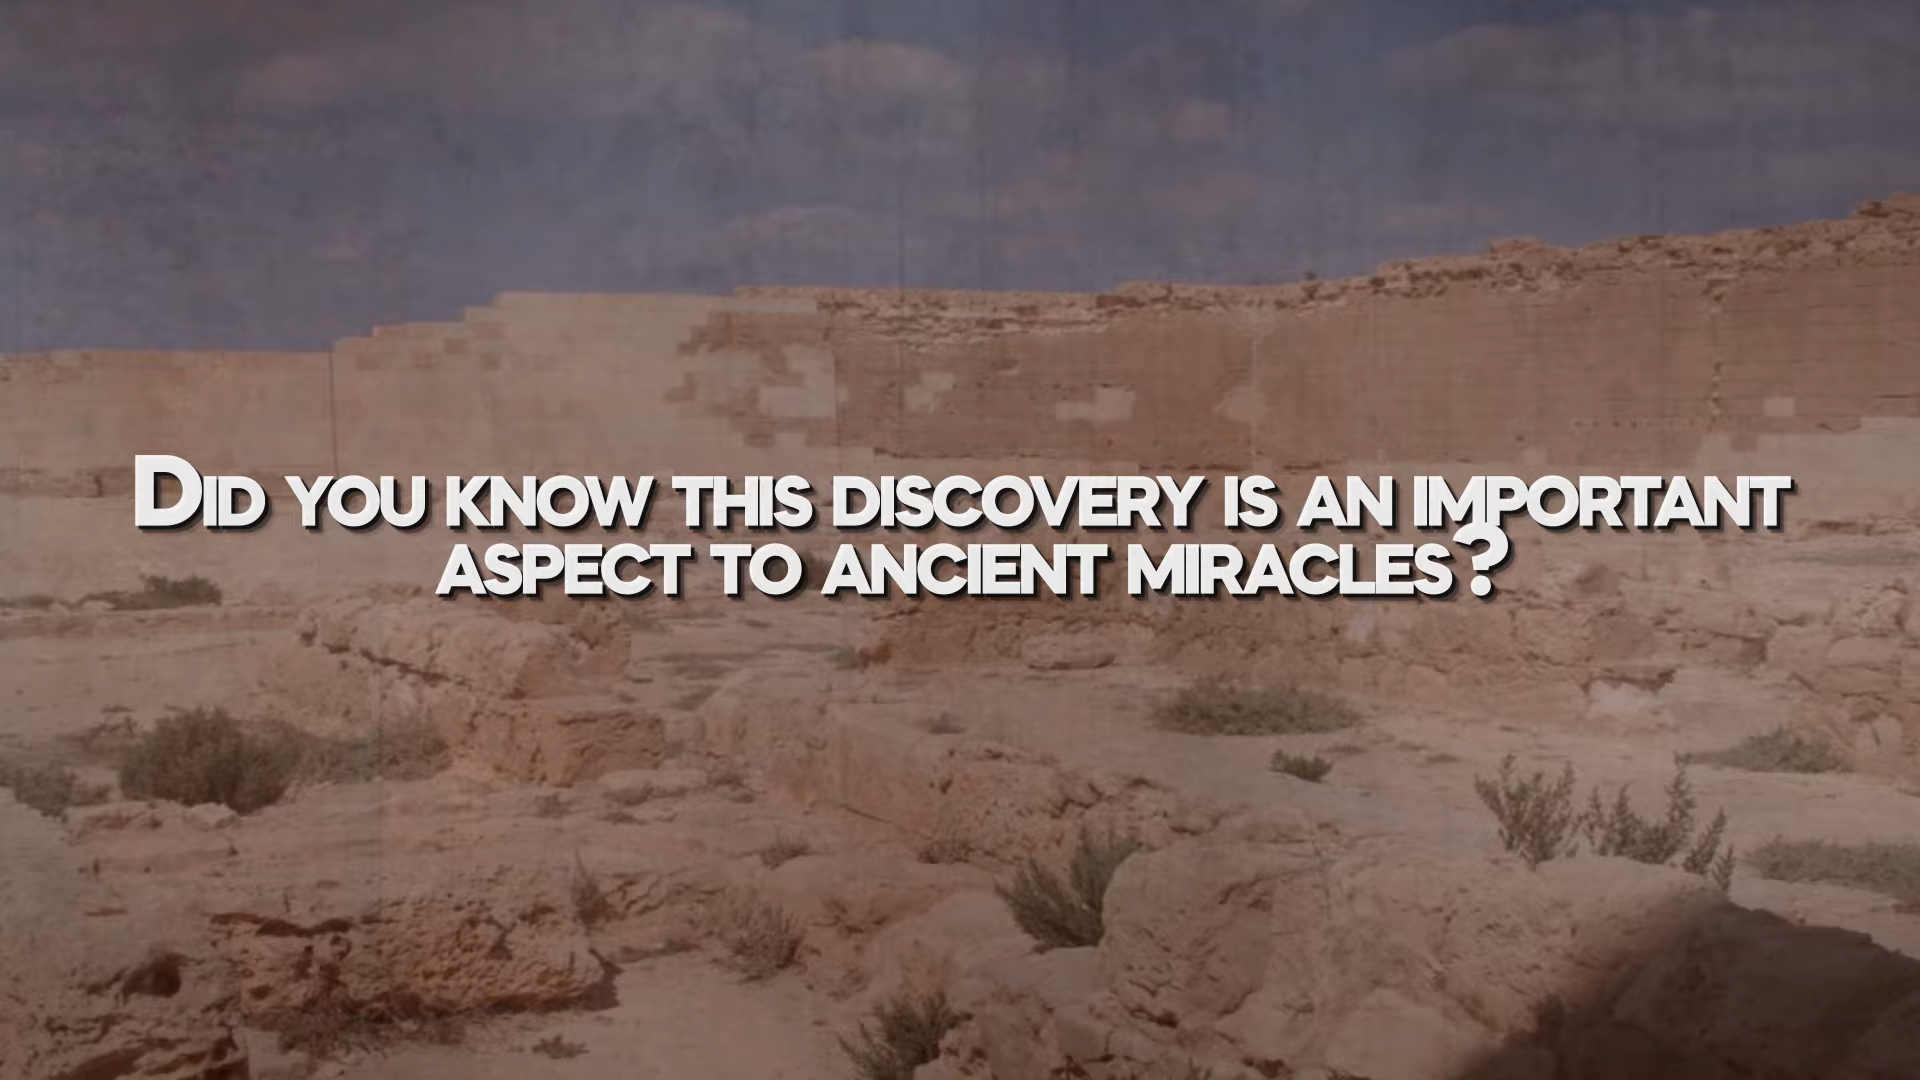 Did you know this discovery is an important
aspect to ancient miracles?